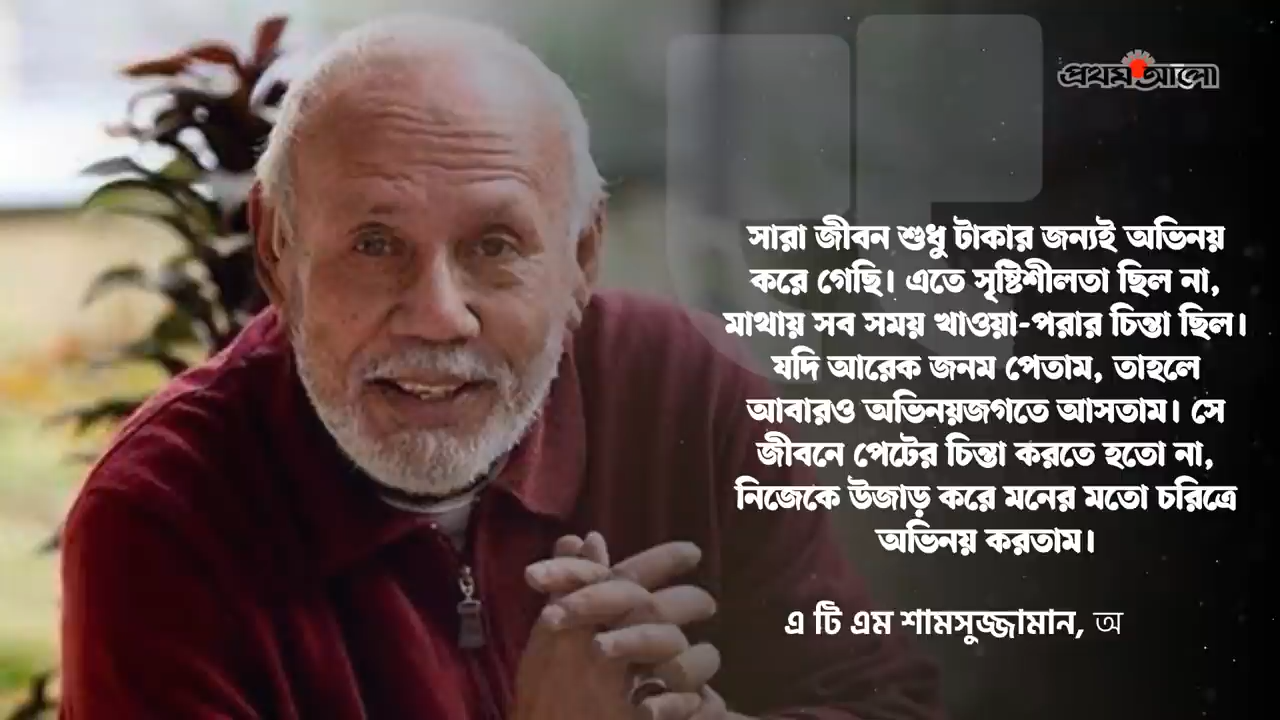 প্রথম আলো
সারা জীবন শুধু টাকার জন্যই অভিনয়
করে গেছি। এতে সৃষ্টিশীলতা ছিল না,
মাথায় সব সময় খাওয়া-পরার চিন্তা ছিল।
যদি আরেক জনম পেতাম, তাহলে
আবারও অভিনয়জগতে আসতাম। সে
জীবনে পেটের চিন্তা করতে হতো না,
নিজেকে উজাড় করে মনের মতো চরিত্রে
অভিনয় করতাম।
এ টি এম শামসুজ্জামান, অ